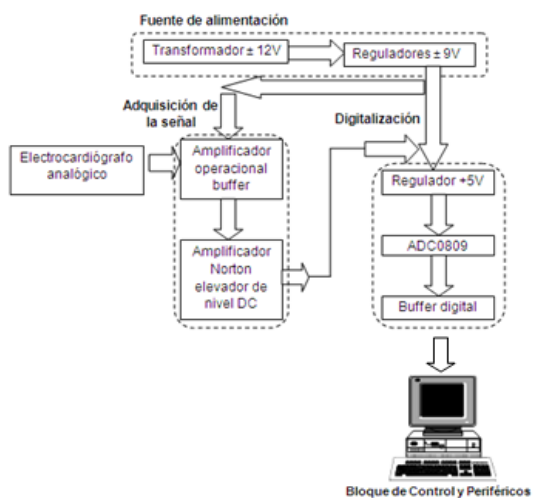 Fuente de alimentación
Transformador ± 12V
Reguladores ± 9V
Adquisición de
la señal
Digitalización
Electrocardiógrafo
analógico
Amplificador
operacional
buffer
Regulador +5V
Amplificador
Norton
elevador de
nivel DC
ADC0809
Buffer digital
Bloque de Control y Periféricos